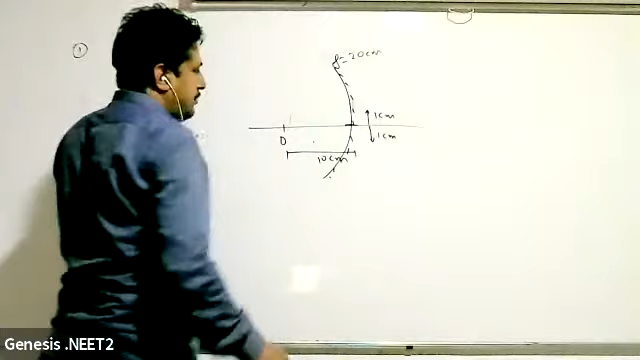 ①
f=20cm
1cm
1cm
O
10cm
Genesis .NEET2